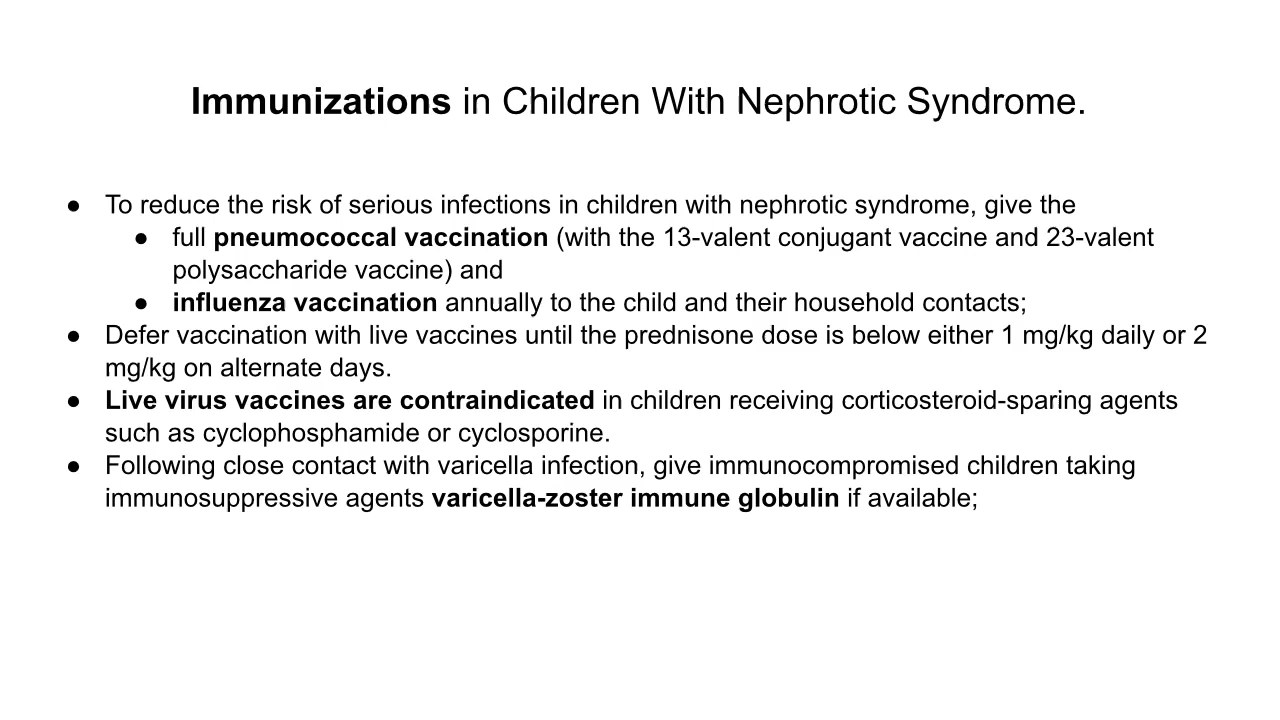 Immunizations in Children With Nephrotic Syndrome.
● To reduce the risk of serious infections in children with nephrotic syndrome, give the
● full pneumococcal vaccination (with the 13-valent conjugant vaccine and 23-valent
polysaccharide vaccine) and
● influenza vaccination annually to the child and their household contacts;
● Defer vaccination with live vaccines until the prednisone dose is below either 1 mg/kg daily or 2
mg/kg on alternate days.
● Live virus vaccines are contraindicated in children receiving corticosteroid-sparing agents
such as cyclophosphamide or cyclosporine.
● Following close contact with varicella infection, give immunocompromised children taking
immunosuppressive agents varicella-zoster immune globulin if available;